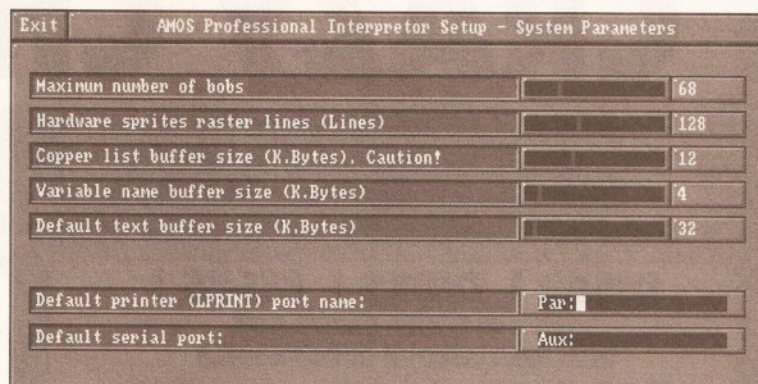 Exit AMOS Professional Interpretor Setup - System Parameters
Maximum number of bobs 68
Hardware sprites raster lines (Lines) 128
Copper list buffer size (K.Bytes). Caution! 12
Variable name buffer size (K.Bytes) 4
Default text buffer size (K.Bytes) 32
Default printer (LPRINT) port name: Par:
Default serial port: Aux: